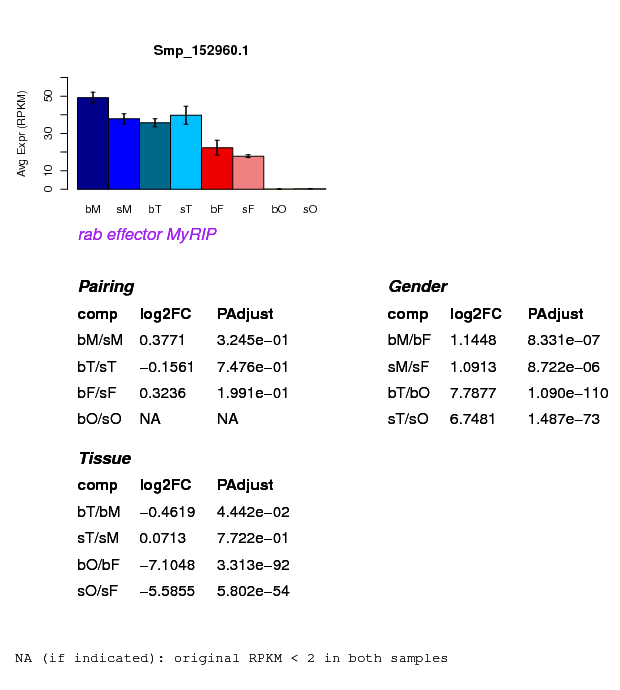 Smp_152960.1
Avg Expr (RPKM)
0 10 30 50
bM sM bT sT bF sF bO sO
rab effector MyRIP
Pairing
comp log2FC PAdjust
bM/sM 0.3771 3.245e−01
bT/sT −0.1561 7.476e−01
bF/sF 0.3236 1.991e−01
bO/sO NA NA
Gender
comp log2FC PAdjust
bM/bF 1.1448 8.331e−07
sM/sF 1.0913 8.722e−06
bT/bO 7.7877 1.090e−110
sT/sO 6.7481 1.487e−73
Tissue
comp log2FC PAdjust
bT/bM −0.4619 4.442e−02
sT/sM 0.0713 7.722e−01
bO/bF −7.1048 3.313e−92
sO/sF −5.5855 5.802e−54
NA (if indicated): original RPKM < 2 in both samples